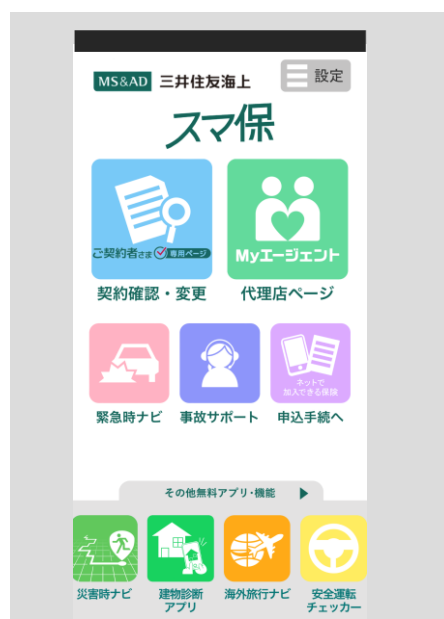 MS&AD 三井住友海上
設定
スマ保
ご契約者さま専用ページ
Myエージェント
契約確認・変更
代理店ページ
ネットで
加入できる保険
緊急時ナビ
事故サポート
申込手続へ
その他無料アプリ・機能 ▶
災害時ナビ
建物診断
アプリ
海外旅行ナビ
安全運転
チェッカー